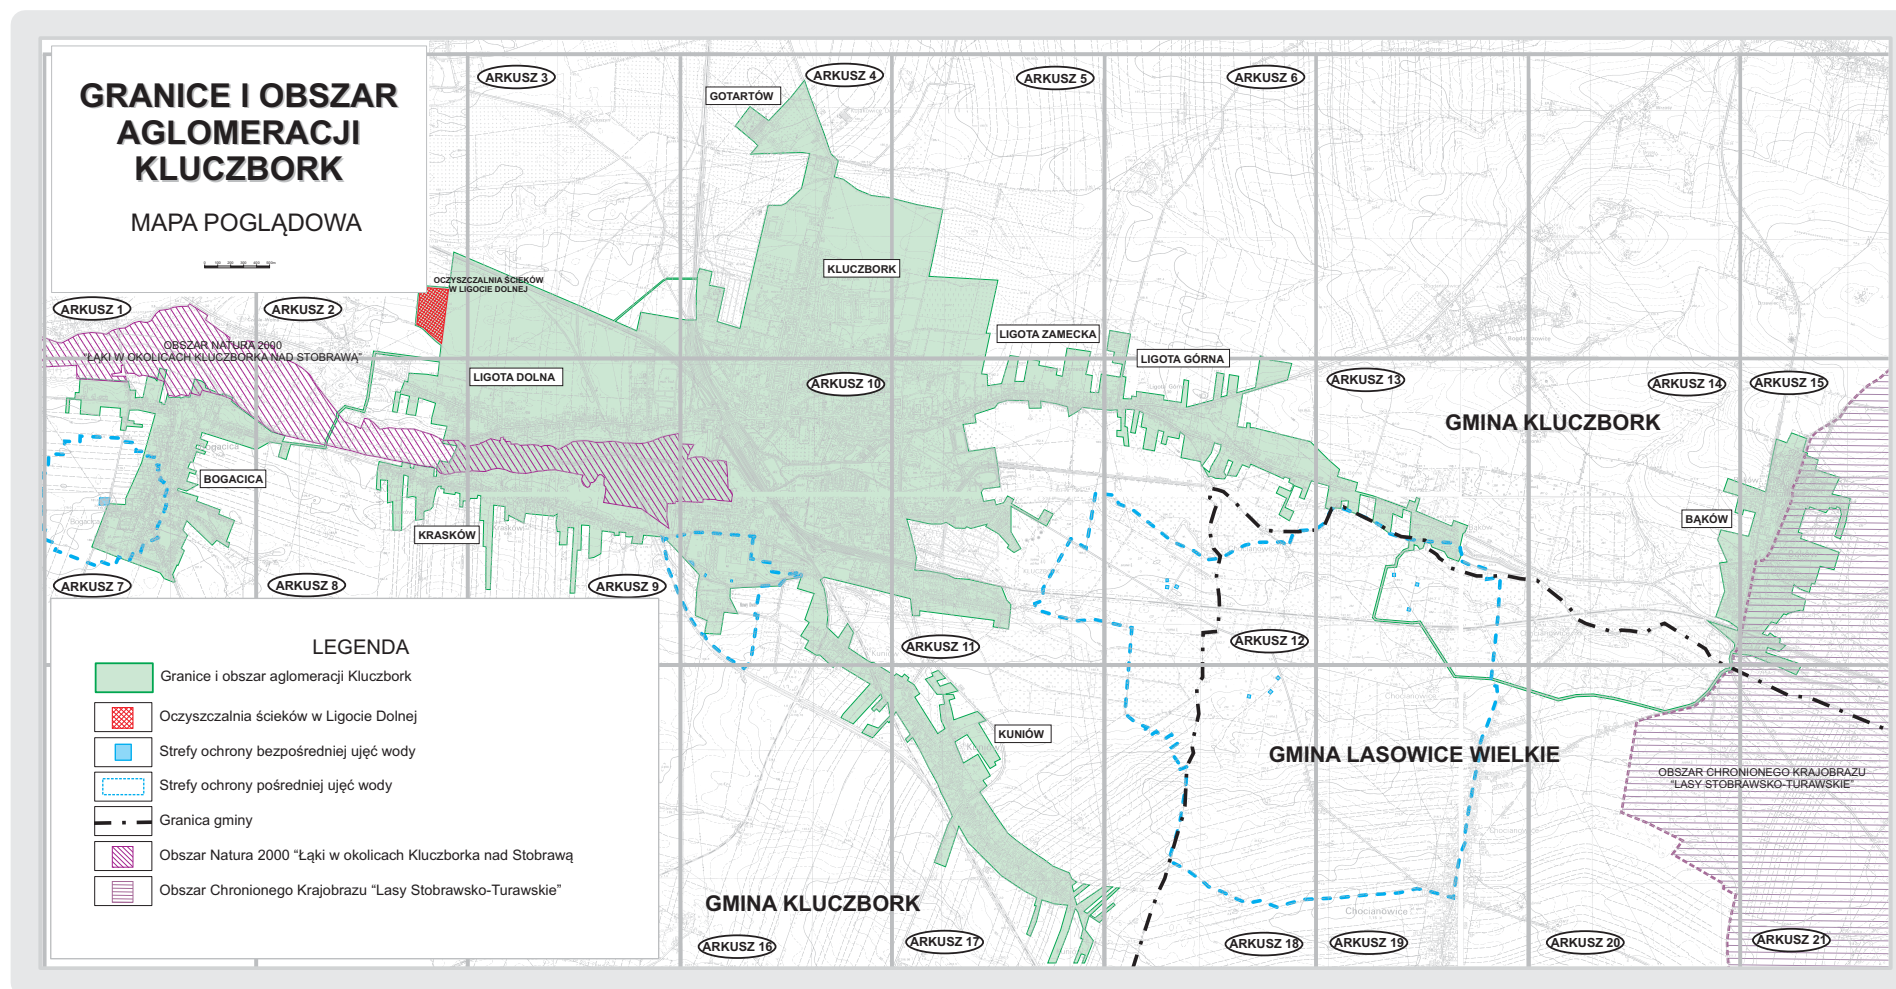 GRANICE I OBSZAR
AGLOMERACJI
KLUCZBORK
MAPA POGLĄDOWA
ARKUSZ 3
ARKUSZ 4
ARKUSZ 5
ARKUSZ 6
GOTARTÓW
KLUCZBORK
OCZYSZCZALNIA ŚCIEKÓW
W LIGOCIE DOLNEJ
ARKUSZ 1
ARKUSZ 2
OBSZAR NATURA 2000
"ŁĄKI W OKOLICACH KLUCZBORKA NAD STOBRAWĄ"
LIGOTA ZAMECKA
LIGOTA GÓRNA
LIGOTA DOLNA
ARKUSZ 10
ARKUSZ 13
ARKUSZ 14
ARKUSZ 15
GMINA KLUCZBORK
BOGACICA
KRASKÓW
BĄKÓW
ARKUSZ 7
ARKUSZ 8
ARKUSZ 9
ARKUSZ 11
ARKUSZ 12
KUNIÓW
GMINA LASOWICE WIELKIE
OBSZAR CHRONIONEGO KRAJOBRAZU
"LASY STOBRAWSKO-TURAWSKIE"
Chocianowice
GMINA KLUCZBORK
ARKUSZ 16
ARKUSZ 17
ARKUSZ 18
ARKUSZ 19
ARKUSZ 20
ARKUSZ 21
LEGENDA
Granice i obszar aglomeracji Kluczbork
Oczyszczalnia ścieków w Ligocie Dolnej
Strefy ochrony bezpośredniej ujęć wody
Strefy ochrony pośredniej ujęć wody
Granica gminy
Obszar Natura 2000 "Łąki w okolicach Kluczborka nad Stobrawą
Obszar Chronionego Krajobrazu "Lasy Stobrawsko-Turawskie"